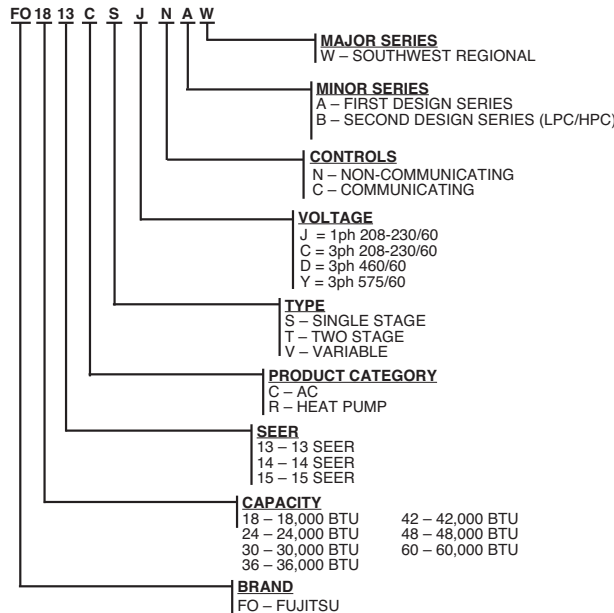 FO 18 13 C S J N A W
MAJOR SERIES
W – SOUTHWEST REGIONAL
MINOR SERIES
A – FIRST DESIGN SERIES
B – SECOND DESIGN SERIES (LPC/HPC)
CONTROLS
N – NON-COMMUNICATING
C – COMMUNICATING
VOLTAGE
J = 1ph 208-230/60
C = 3ph 208-230/60
D = 3ph 460/60
Y = 3ph 575/60
TYPE
S – SINGLE STAGE
T – TWO STAGE
V – VARIABLE
PRODUCT CATEGORY
C – AC
R – HEAT PUMP
SEER
13 – 13 SEER
14 – 14 SEER
15 – 15 SEER
CAPACITY
18 – 18,000 BTU 42 – 42,000 BTU
24 – 24,000 BTU 48 – 48,000 BTU
30 – 30,000 BTU 60 – 60,000 BTU
36 – 36,000 BTU
BRAND
FO – FUJITSU